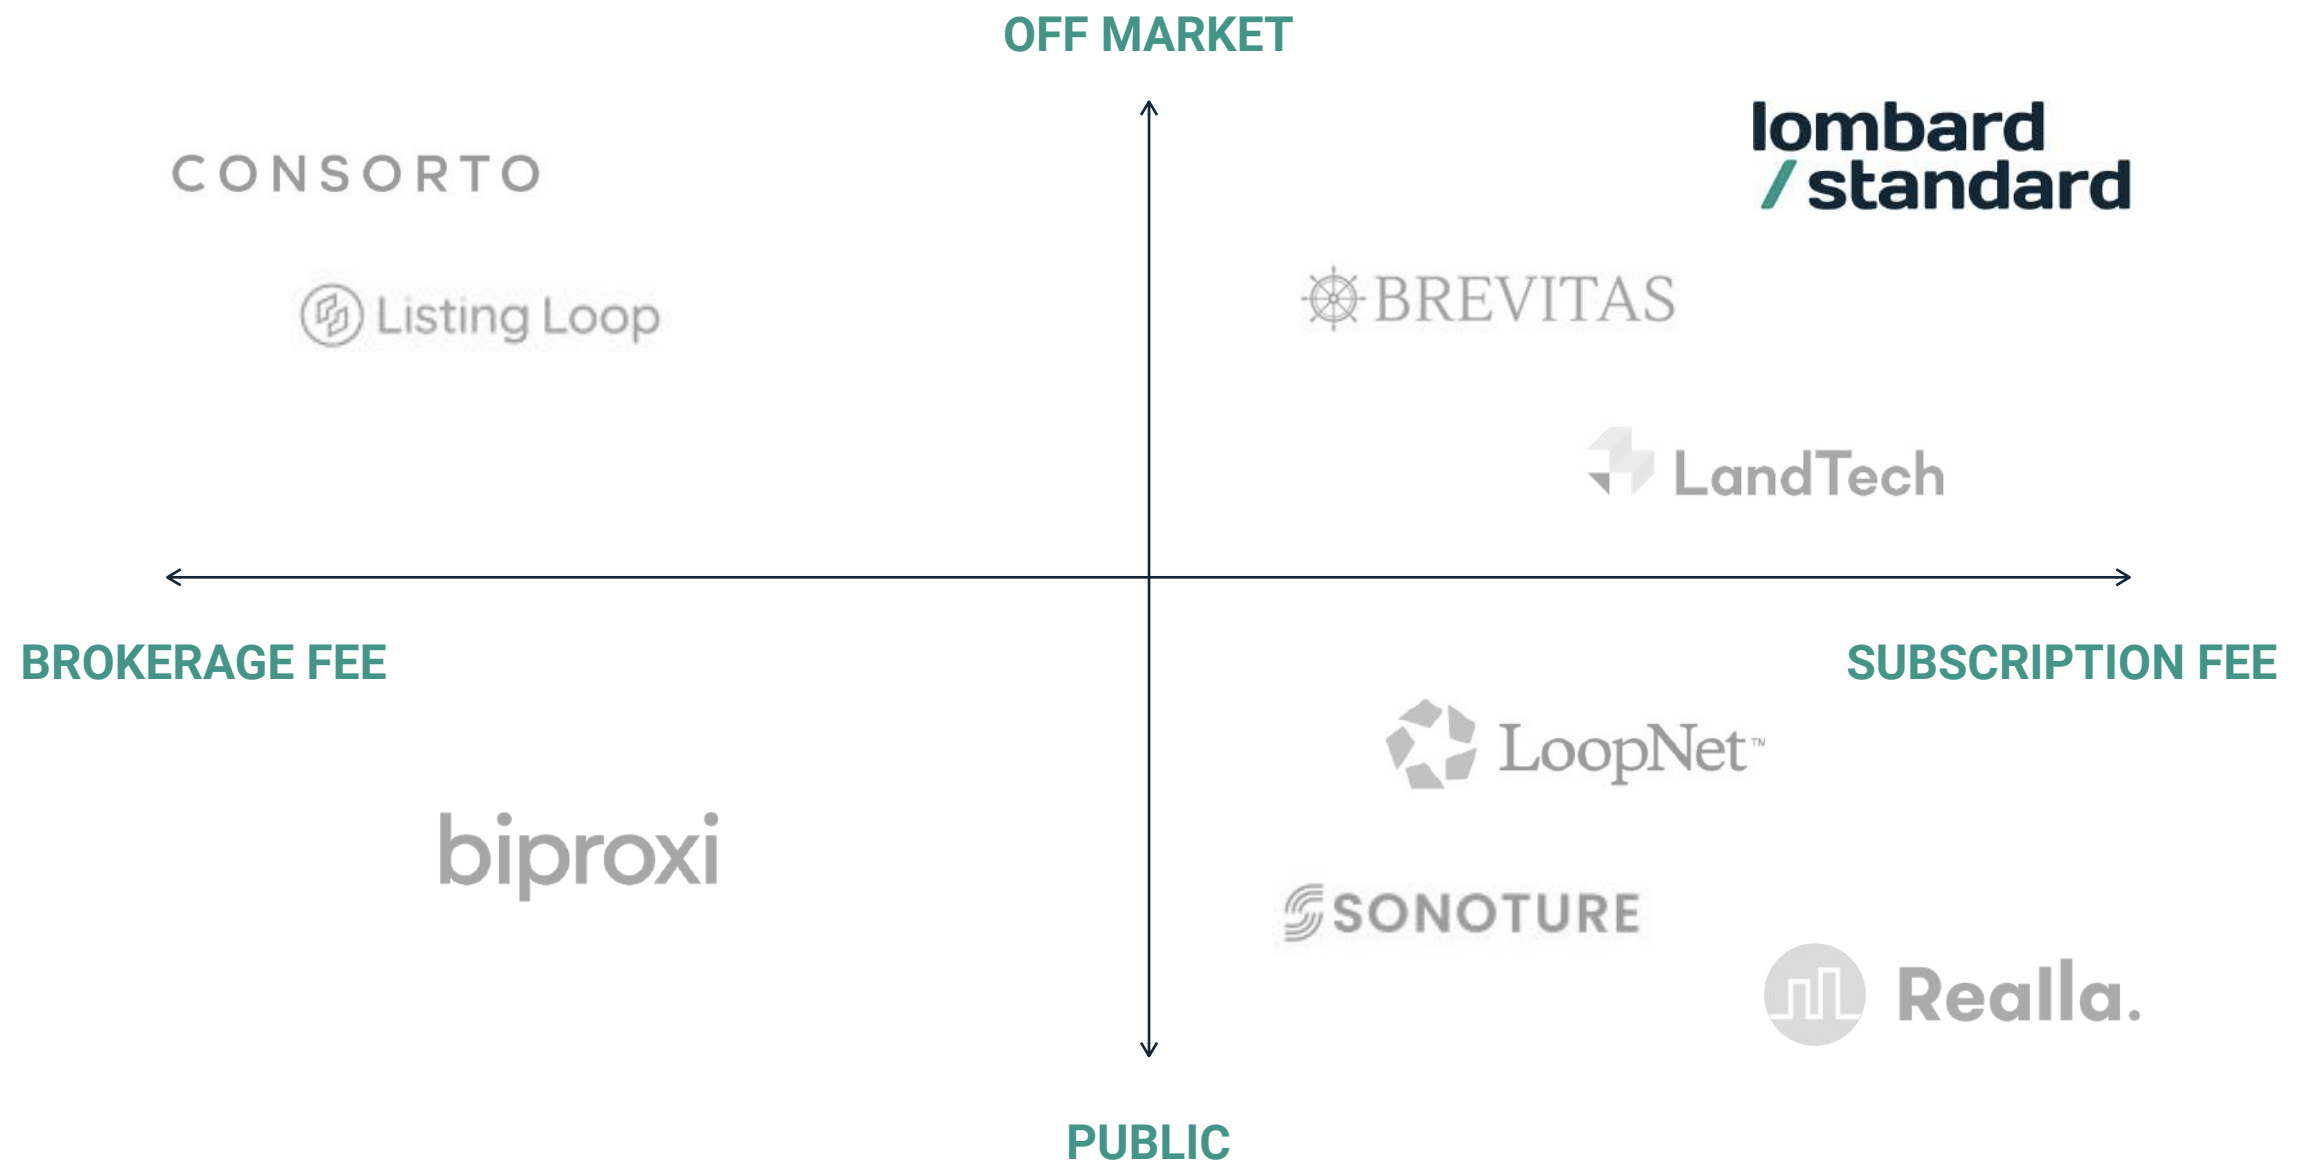 OFF MARKET
CONSORTO
lombard
/standard
Listing Loop
BREVITAS
LandTech
BROKERAGE FEE
SUBSCRIPTION FEE
LoopNet™
biproxi
SONOTURE
Realla.
PUBLIC